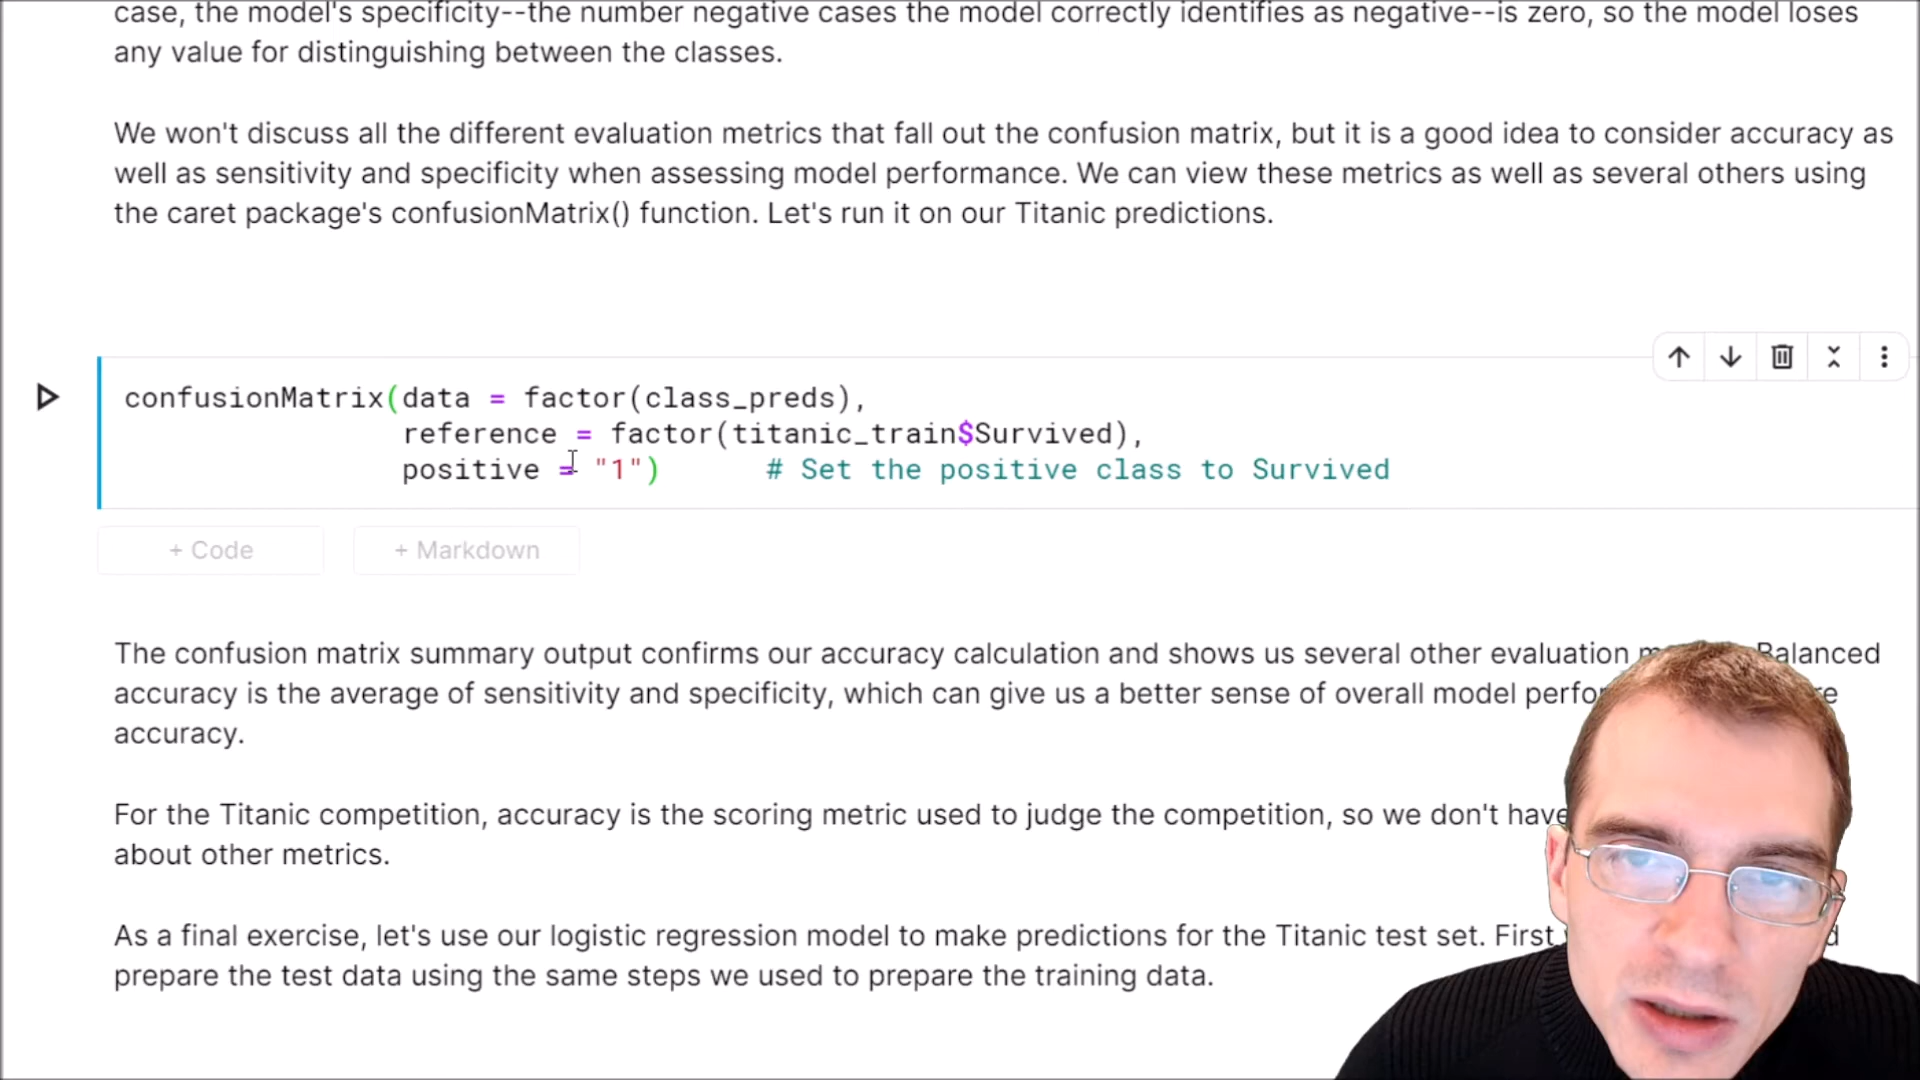 case, the model's specificity--the number negative cases the model correctly identifies as negative--is zero, so the model loses
any value for distinguishing between the classes.
We won't discuss all the different evaluation metrics that fall out the confusion matrix, but it is a good idea to consider accuracy as
well as sensitivity and specificity when assessing model performance. We can view these metrics as well as several others using
the caret package's confusionMatrix() function. Let's run it on our Titanic predictions.
confusionMatrix(data = factor(class_preds),
reference = factor(titanic_train$Survived),
positive = "1") # Set the positive class to Survived
+ Code + Markdown
The confusion matrix summary output confirms our accuracy calculation and shows us several other evaluation Balanced
accuracy is the average of sensitivity and specificity, which can give us a better sense of overall model
accuracy.
For the Titanic competition, accuracy is the scoring metric used to judge the competition, so we don't have
about other metrics.
As a final exercise, let's use our logistic regression model to make predictions for the Titanic test set. First
prepare the test data using the same steps we used to prepare the training data.